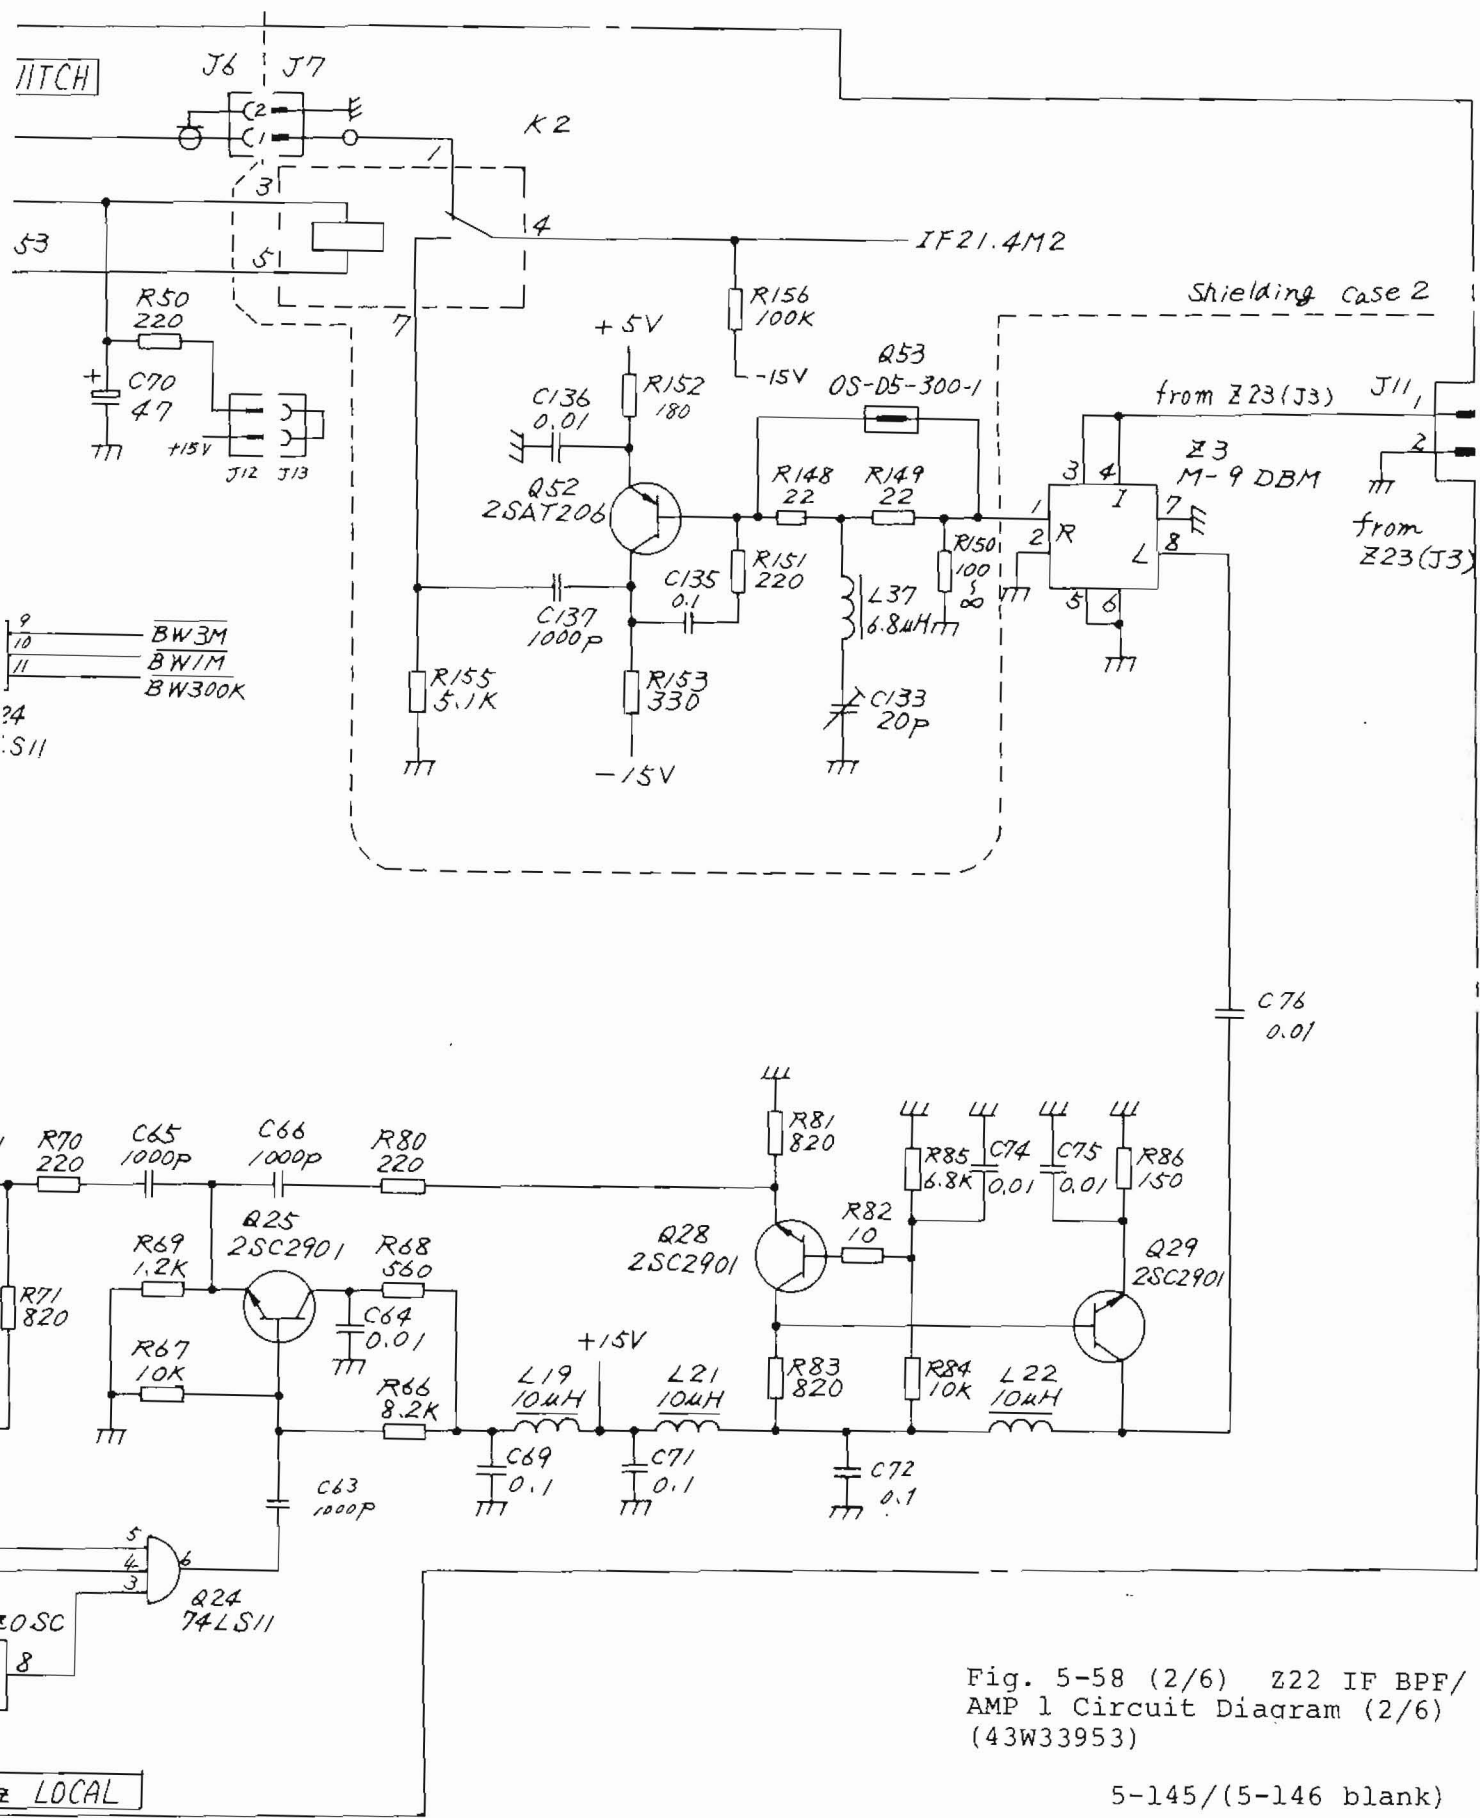 J6 J7
IITCH
2
1
K2
1
3
4
53
5
IF21.4M2
7
R50
220
+
C70
47
+15V
J12 J13
R156
100K
-15V
+5V
R152
180
C136
0.01
Q52
2SA1206
Q53
OS-D5-300-1
Shielding Case 2
from Z23(J3)
J11
1
2
Z3
M-9 DBM
3 4
I
1
R
2
7
8
L
5 6
from
Z23(J3)
R148
22
R149
22
R150
100
∞
R151
220
C135
0.1
C137
1000p
L37
6.8μH
C133
20p
R155
5.1K
R153
330
-15V
9
10
11
BW3M
BW1M
BW300K
24
LS11
C76
0.01
R70
220
C65
1000p
C66
1000p
R80
220
R81
820
R85
6.8K
C74
0.01
C75
0.01
R86
150
Q25
2SC2901
R69
1.2K
R68
560
Q28
2SC2901
R82
10
Q29
2SC2901
R71
820
C64
0.01
R67
10K
R66
8.2K
+15V
L19
10μH
L21
10μH
R83
820
R84
10K
L22
10μH
C69
0.1
C71
0.1
C72
0.1
C63
1000P
5
4
3
6
Q24
74LS11
zOSC
8
z LOCAL
Fig. 5-58 (2/6) Z22 IF BPF/
AMP 1 Circuit Diagram (2/6)
(43W33953)
5-145/(5-146 blank)